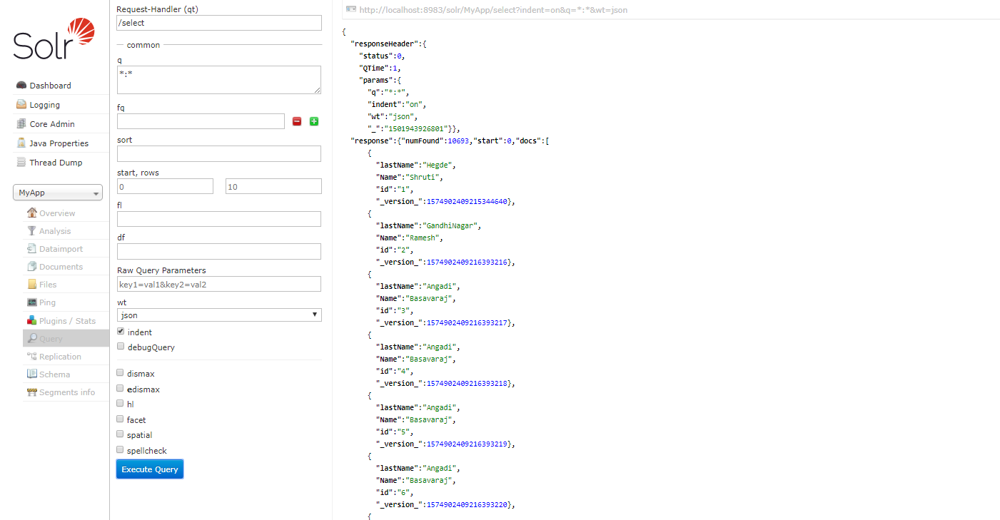 Solr
Dashboard
Logging
Core Admin
Java Properties
Thread Dump
MyApp
Overview
Analysis
Dataimport
Documents
Files
Ping
Plugins / Stats
Query
Replication
Schema
Segments info
Request-Handler (qt)
/select
common
q
*:*
fq
sort
start, rows
0 10
fl
df
Raw Query Parameters
key1=val1&key2=val2
wt
json
indent
debugQuery
dismax
edismax
hl
facet
spatial
spellcheck
Execute Query
http://localhost:8983/solr/MyApp/select?indent=on&q=*:*&wt=json
{
"responseHeader":{
"status":0,
"QTime":1,
"params":{
"q":"*:*",
"indent":"on",
"wt":"json",
"_":"1501943926801"}},
"response":{"numFound":10693,"start":0,"docs":[
{
"lastName":"Hegde",
"Name":"Shruti",
"id":"1",
"_version_":1574902409215344640},
{
"lastName":"GandhiNagar",
"Name":"Ramesh",
"id":"2",
"_version_":1574902409216393216},
{
"lastName":"Angadi",
"Name":"Basavaraj",
"id":"3",
"_version_":1574902409216393217},
{
"lastName":"Angadi",
"Name":"Basavaraj",
"id":"4",
"_version_":1574902409216393218},
{
"lastName":"Angadi",
"Name":"Basavaraj",
"id":"5",
"_version_":1574902409216393219},
{
"lastName":"Angadi",
"Name":"Basavaraj",
"id":"6",
"_version_":1574902409216393220},
{